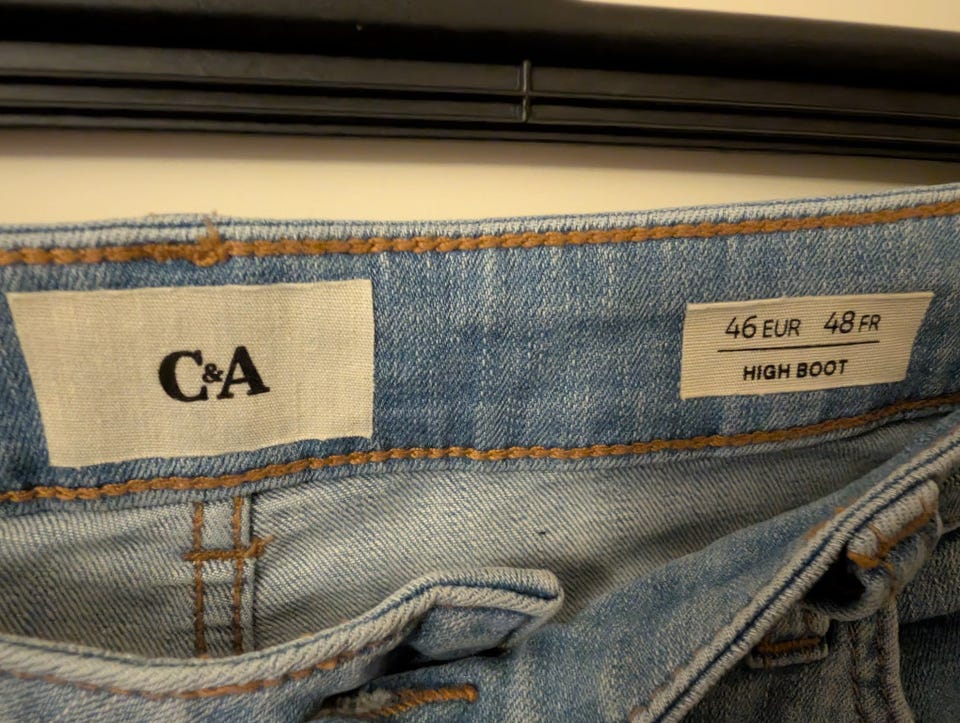 C&A
46 EUR 48 FR
HIGH BOOT